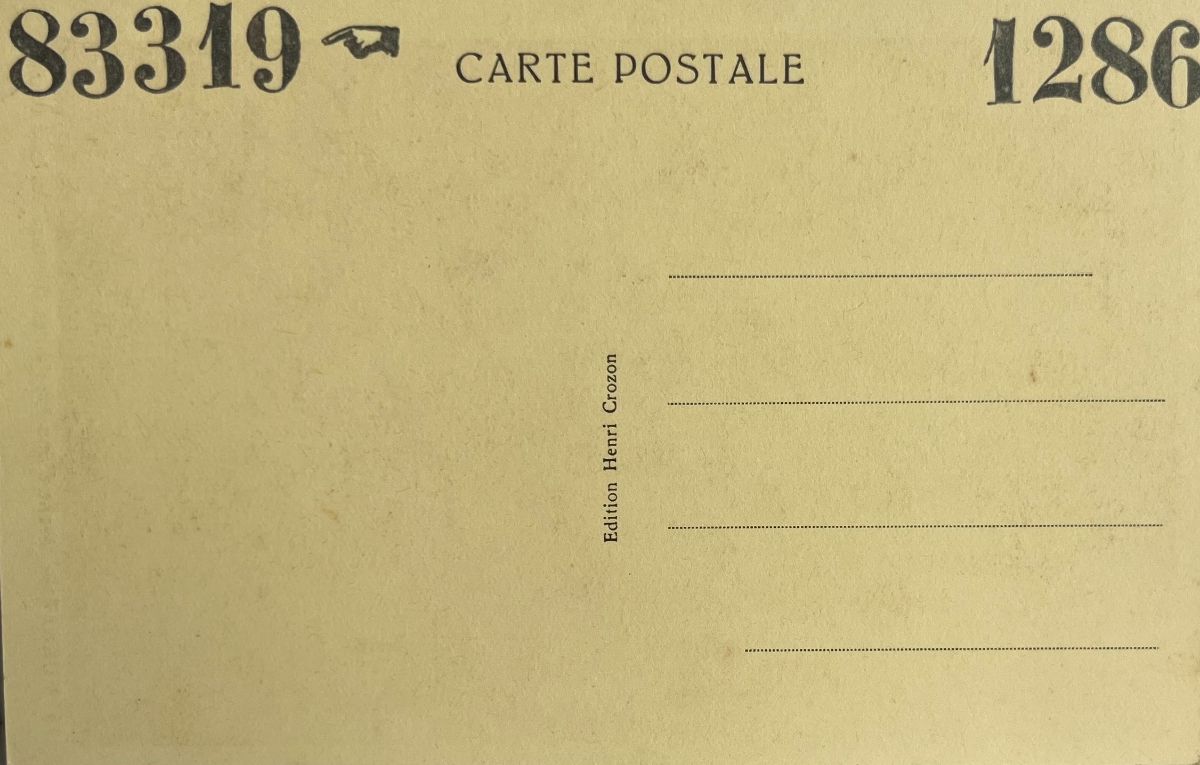 83319 ☚ CARTE POSTALE 1286
Edition Henri Crozon